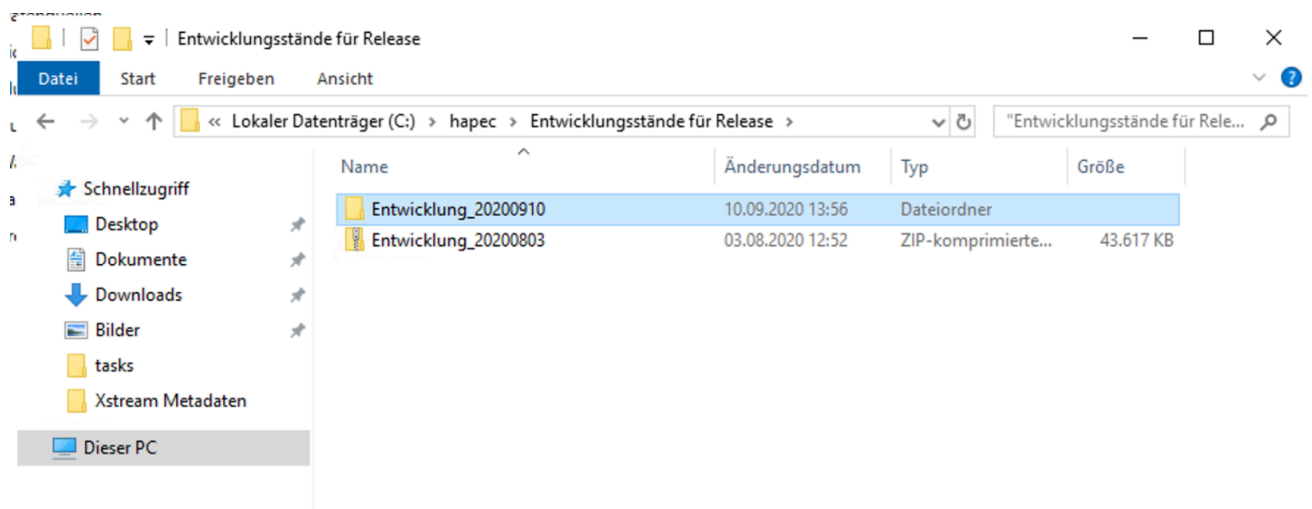 Entwicklungsstände für Release
Datei Start Freigeben Ansicht
« Lokaler Datenträger (C:) › hapec › Entwicklungsstände für Release › "Entwicklungsstände für Rele...
Name Änderungsdatum Typ Größe
Schnellzugriff
Desktop
Dokumente
Downloads
Bilder
tasks
Xstream Metadaten
Dieser PC
Entwicklung_20200910 10.09.2020 13:56 Dateiordner
Entwicklung_20200803 03.08.2020 12:52 ZIP-komprimierte... 43.617 KB